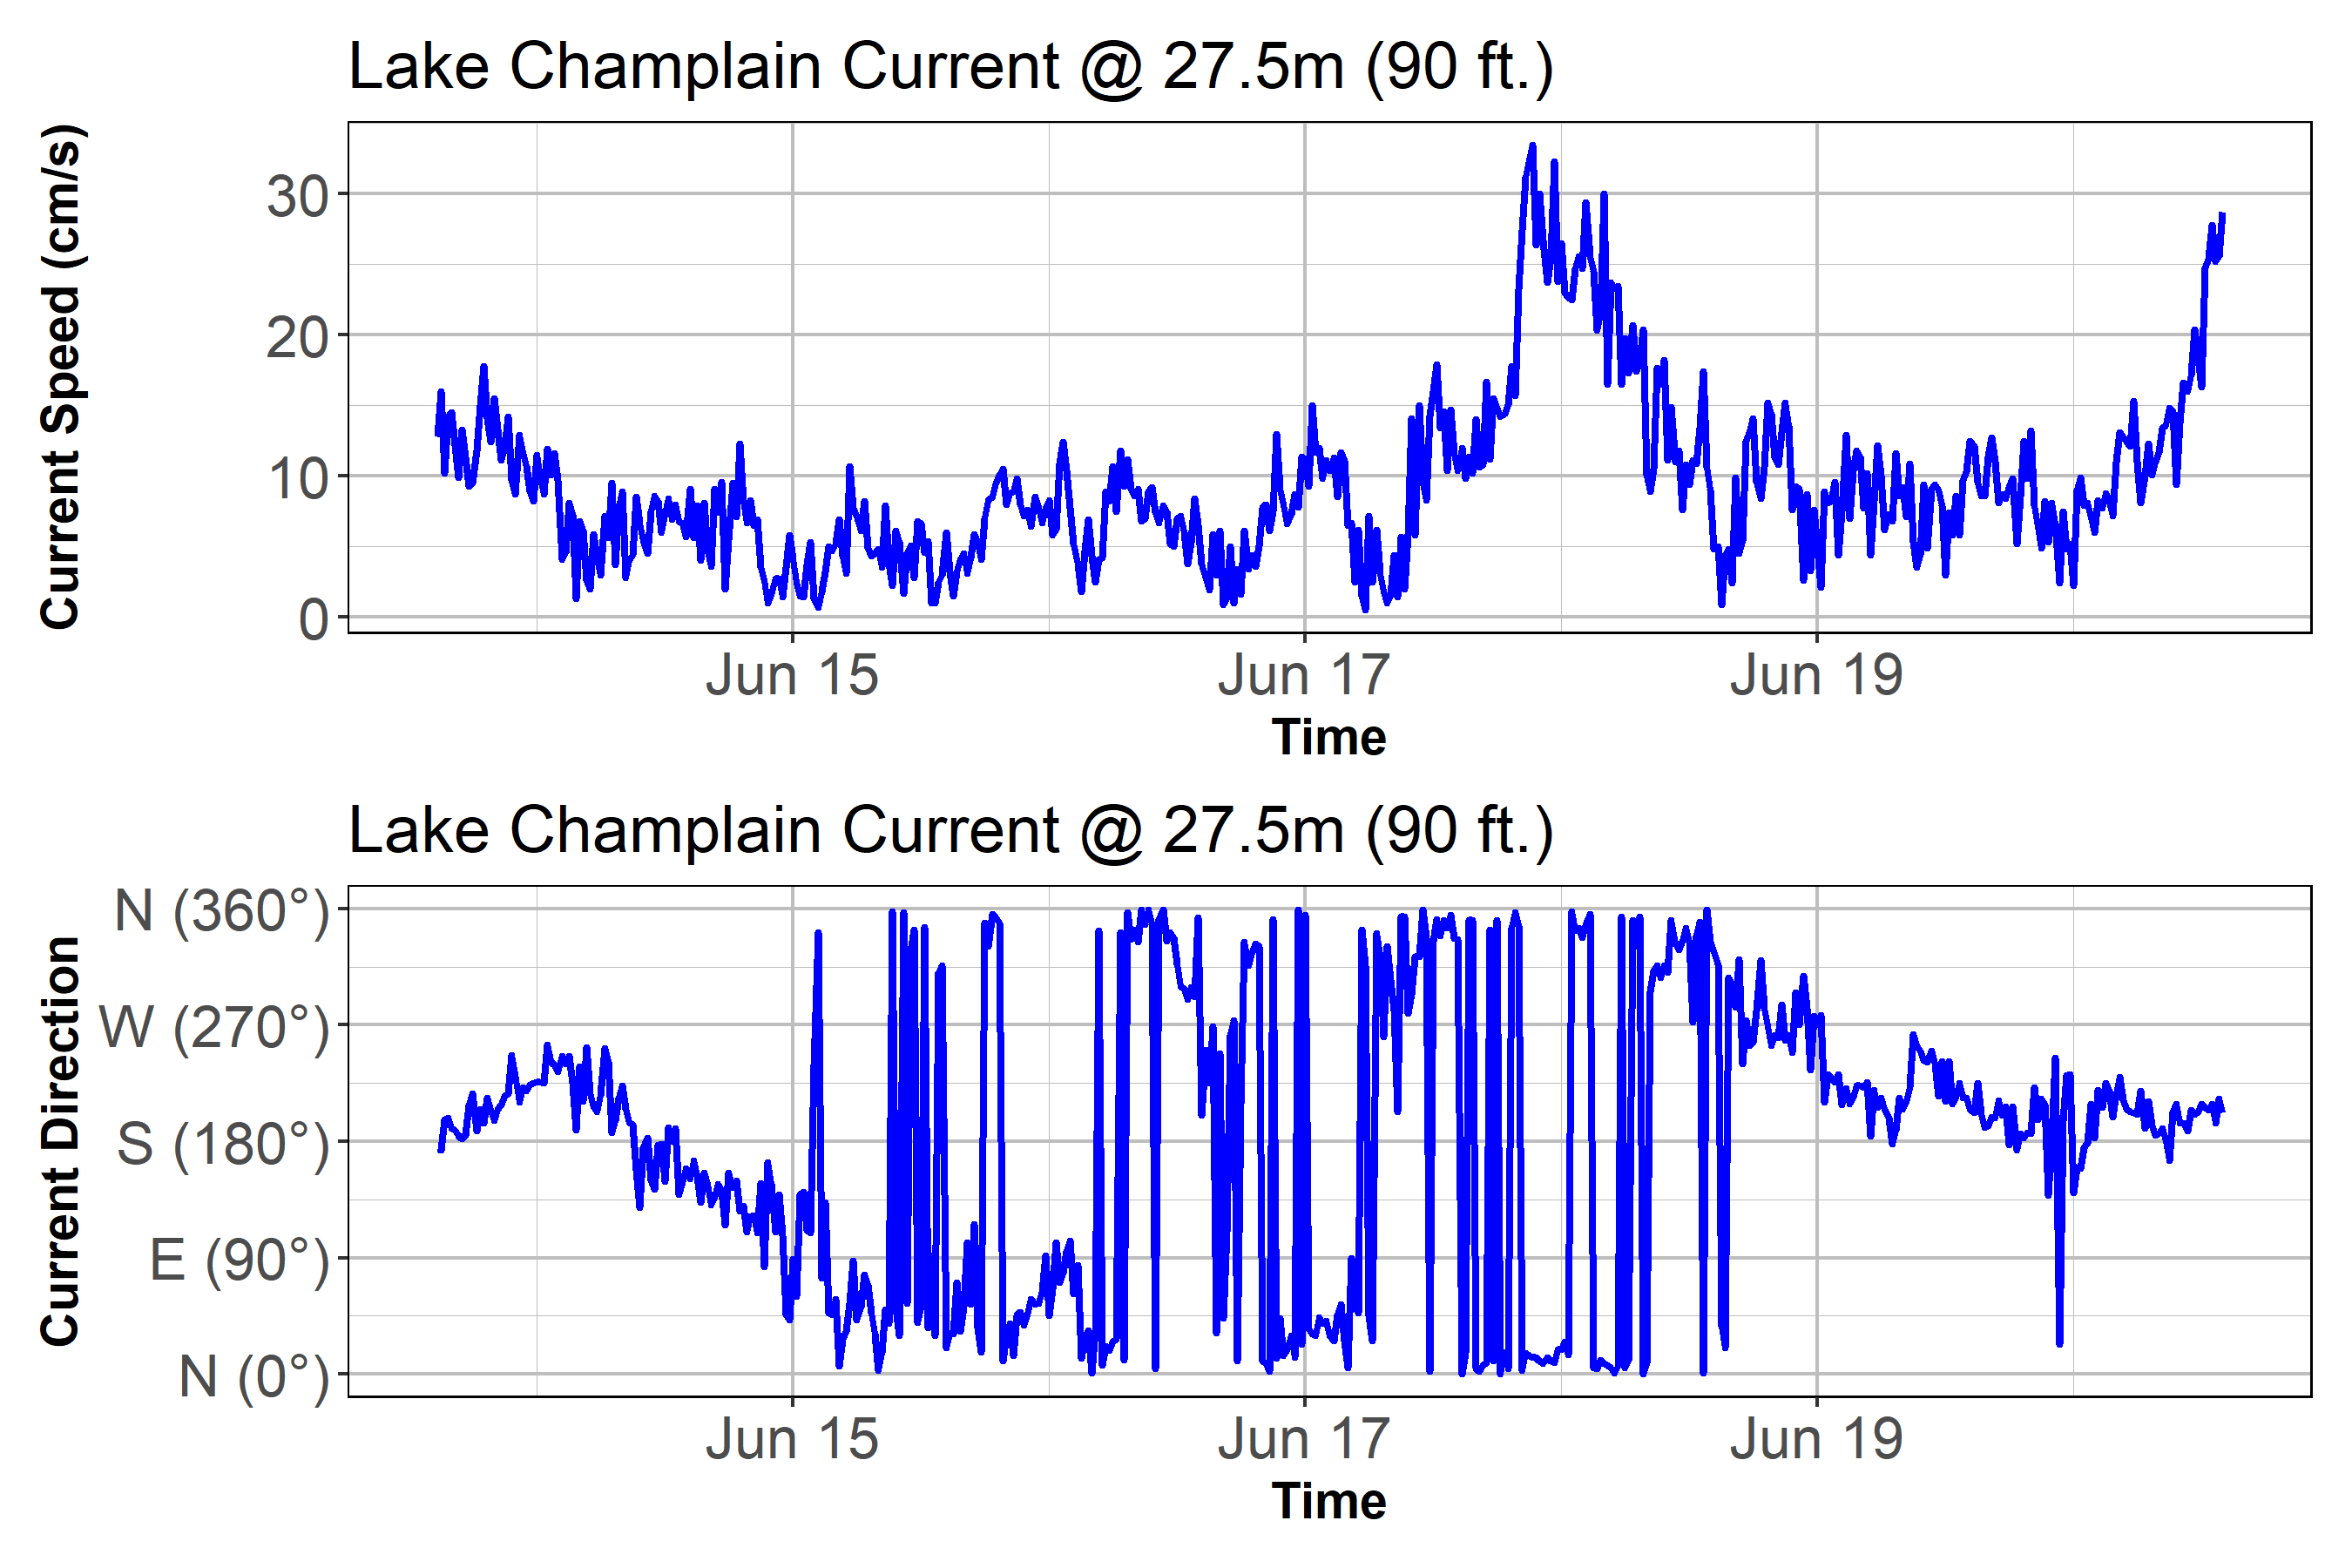 Lake Champlain Current @ 27.5m (90 ft.)
Current Speed (cm/s)
30
20
10
0
Jun 15 Jun 17 Jun 19
Time
Lake Champlain Current @ 27.5m (90 ft.)
Current Direction
N (360°)
W (270°)
S (180°)
E (90°)
N (0°)
Jun 15 Jun 17 Jun 19
Time